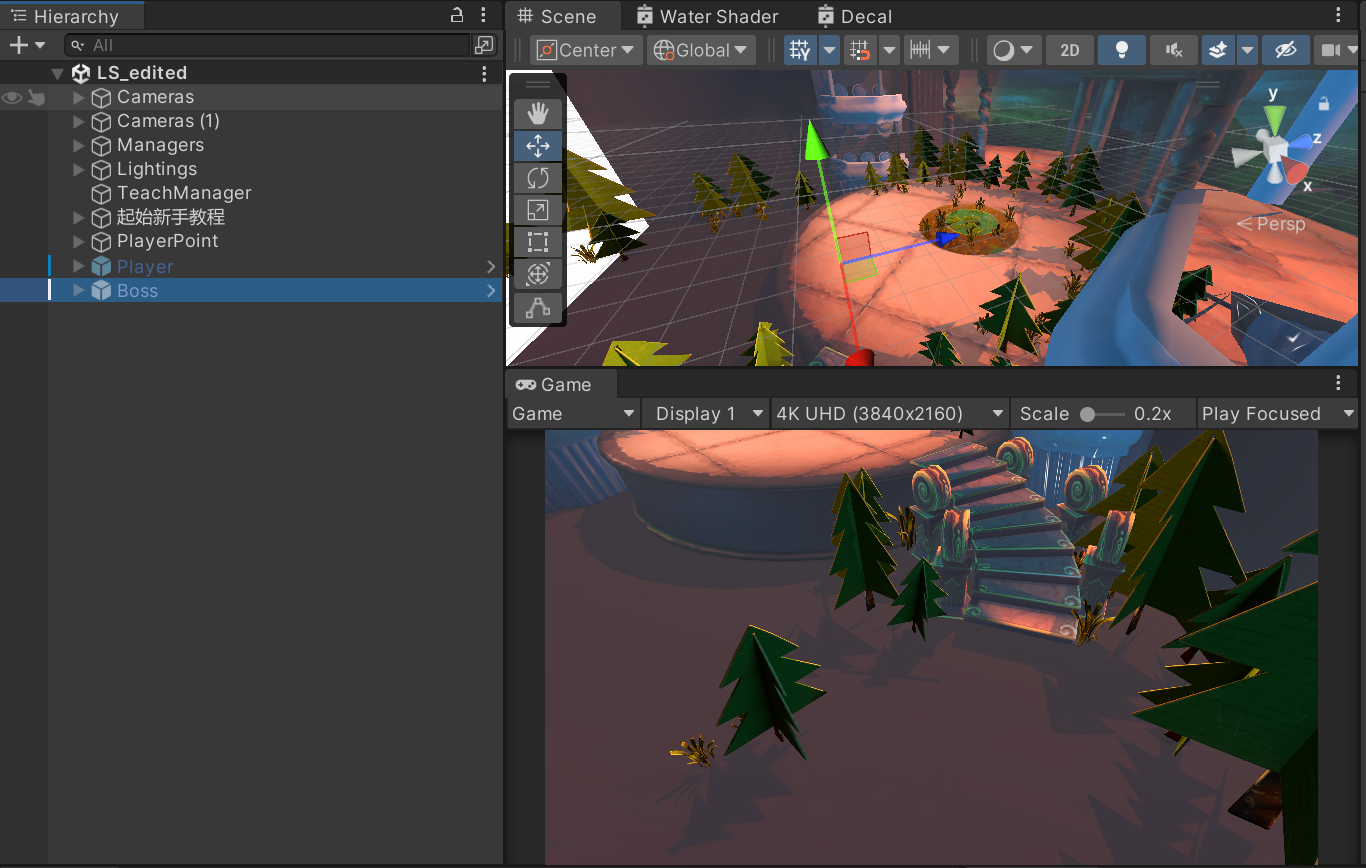 Hierarchy
All
LS_edited
Cameras
Cameras (1)
Managers
Lightings
TeachManager
起始新手教程
PlayerPoint
Player
Boss
Scene Water Shader Decal
Center Global 2D
y
z
x
Persp
Game
Game Display 1 4K UHD (3840x2160) Scale 0.2x Play Focused